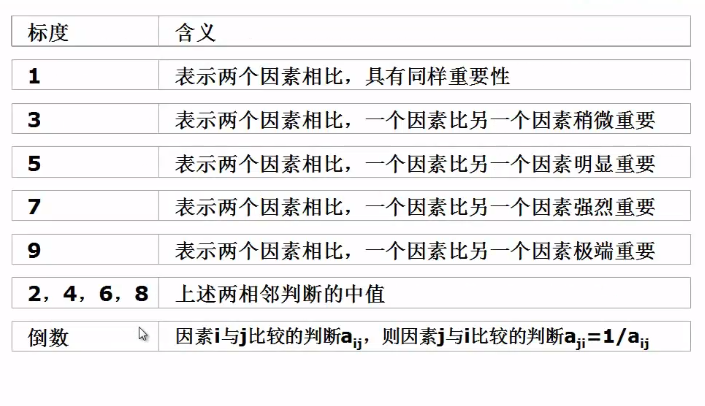 标度 含义
1 表示两个因素相比，具有同样重要性
3 表示两个因素相比，一个因素比另一个因素稍微重要
5 表示两个因素相比，一个因素比另一个因素明显重要
7 表示两个因素相比，一个因素比另一个因素强烈重要
9 表示两个因素相比，一个因素比另一个因素极端重要
2，4，6，8 上述两相邻判断的中值
倒数 因素i与j比较的判断aij，则因素j与i比较的判断aji=1/aij